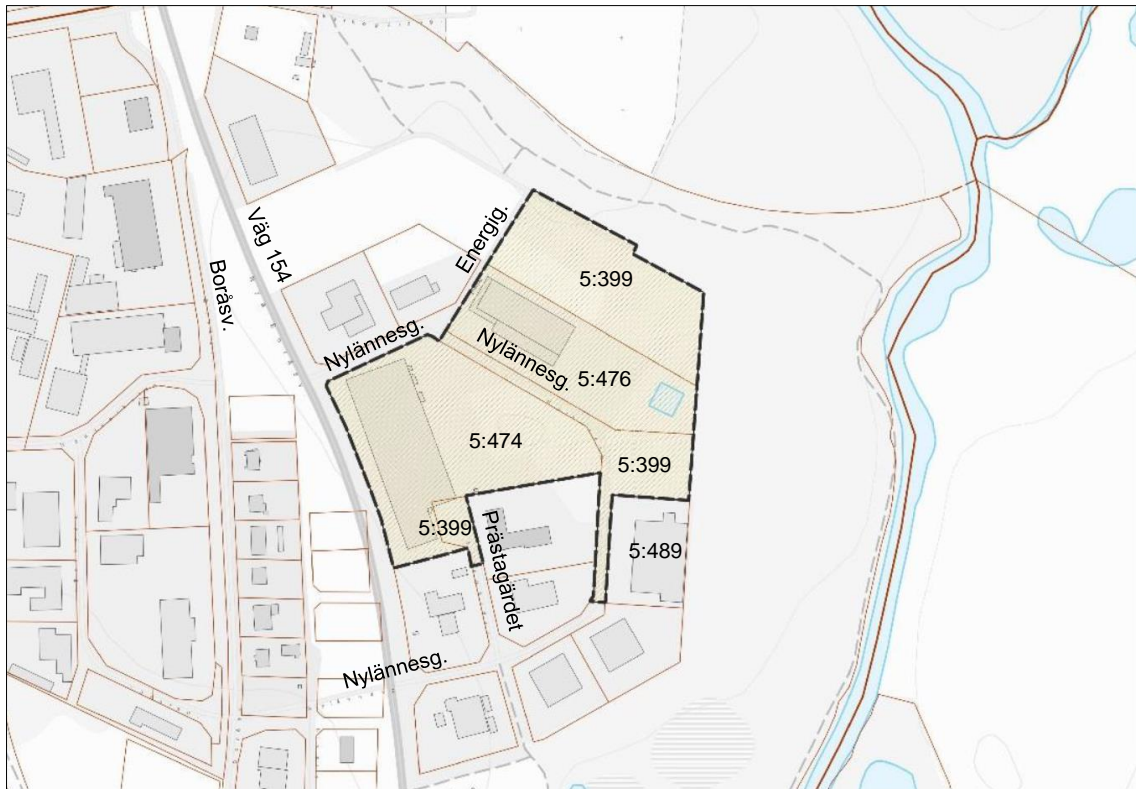 Väg 154
Energig.
Boråsv.
5:399
Nylännesg.
Nylännesg.
5:476
5:474
5:399
5:399
Prästagärdet
5:489
Nylännesg.